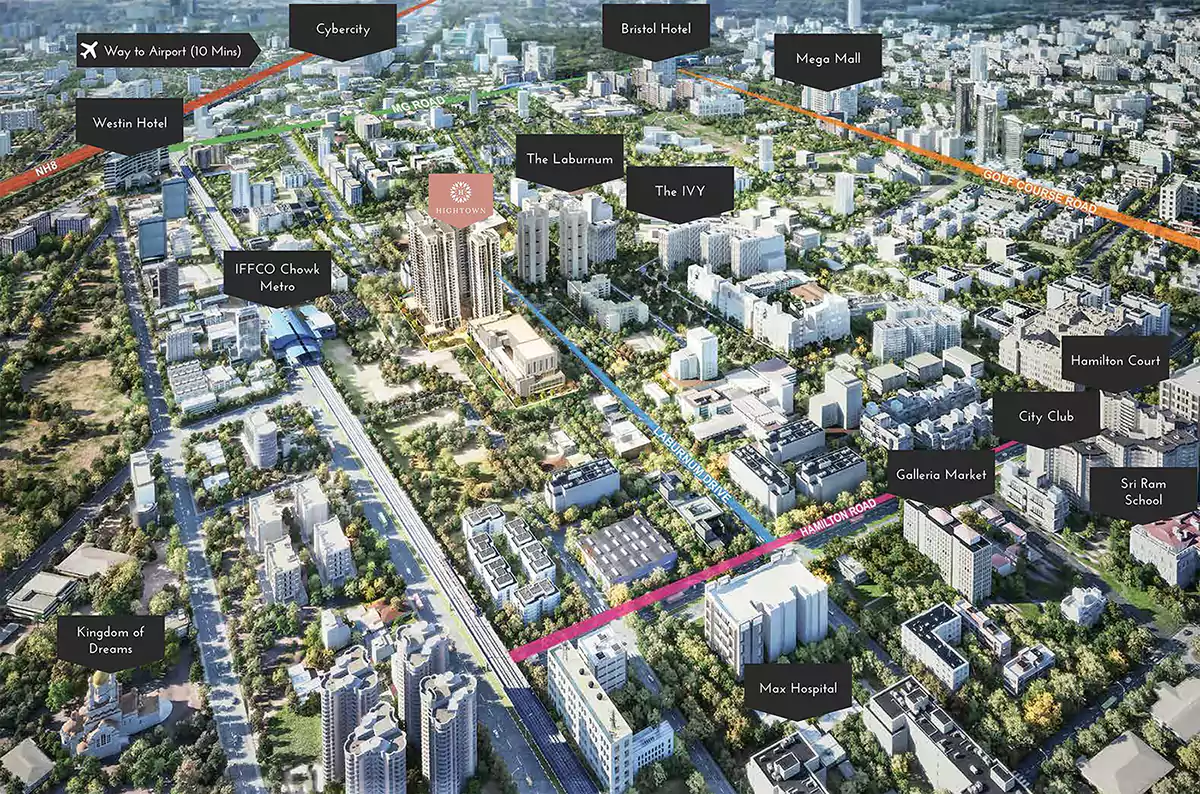 Cybercity
Bristol Hotel
Way to Airport (10 Mins)
Mega Mall
Westin Hotel
MG ROAD
NH8
The Laburnum
The IVY
GOLF COURSE ROAD
H
HIGHTOWN
IFFCO Chowk
Metro
Hamilton Court
City Club
LABURNUM DRIVE
Galleria Market
Sri Ram
School
HAMILTON ROAD
Kingdom of
Dreams
Max Hospital